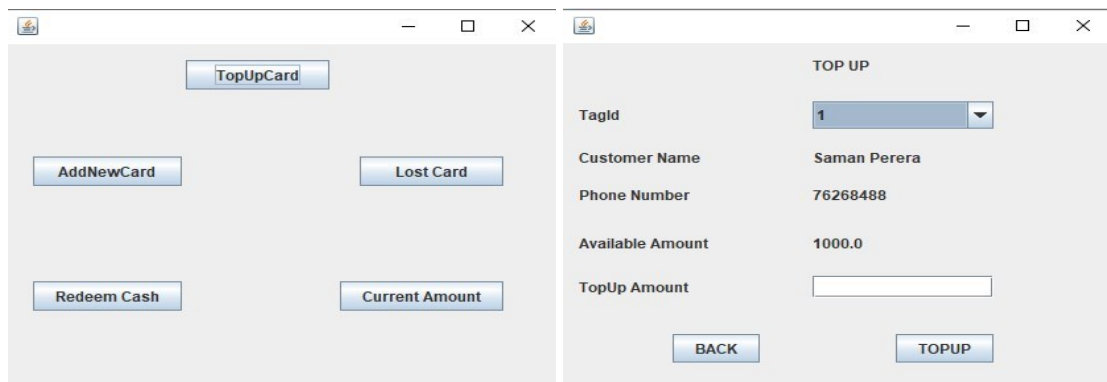 TopUpCard
AddNewCard
Lost Card
Redeem Cash
Current Amount
TOP UP
TagId
1
Customer Name
Saman Perera
Phone Number
76268488
Available Amount
1000.0
TopUp Amount
BACK
TOPUP